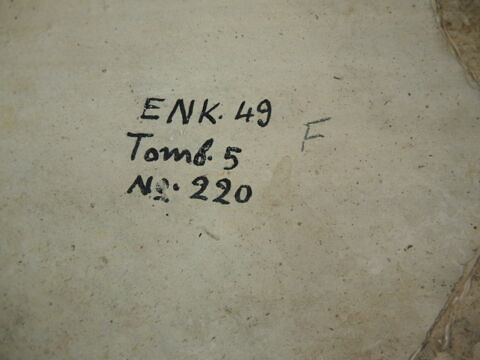 ENK. 49
Tomb. 5
No. 220
F